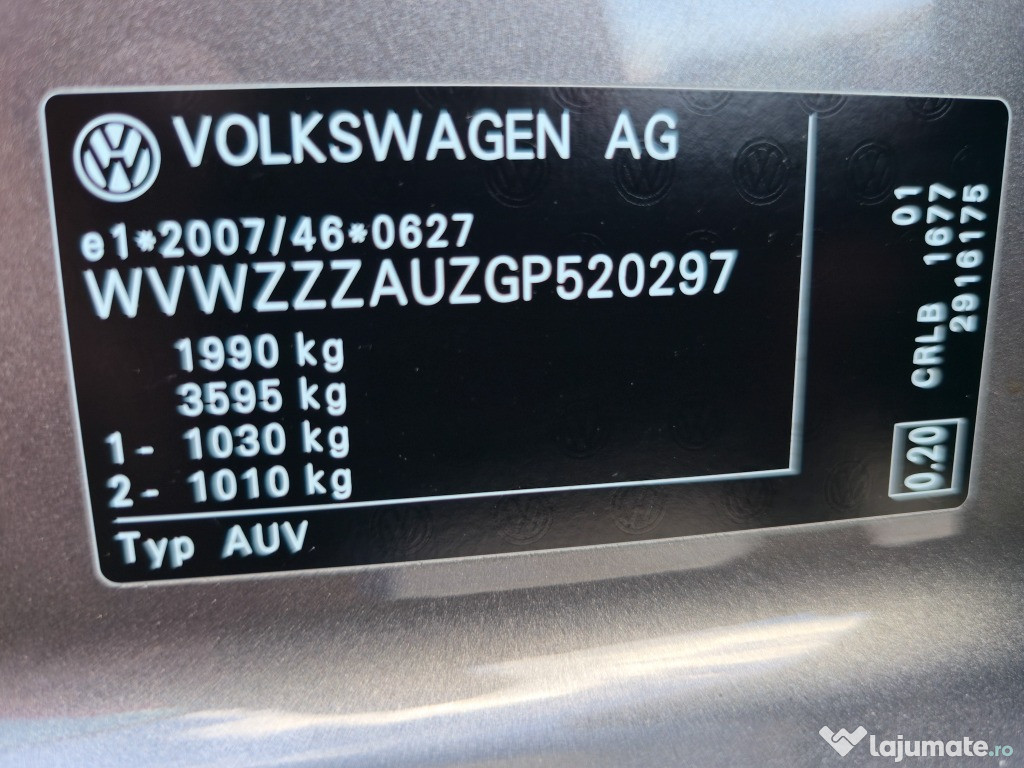 VOLKSWAGEN AG
e1*2007/46*0627
WVWZZZAUZGP520297
1990 kg
3595 kg
1- 1030 kg
2- 1010 kg
Typ AUV
01
CRLB 1677
2916175
0.20
lajumate.ro